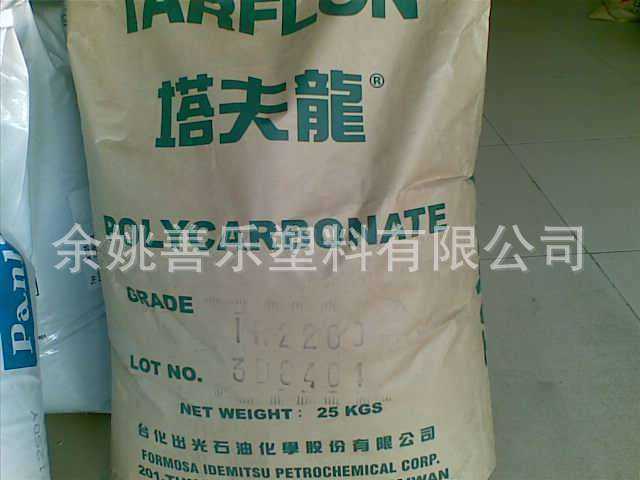 TARFLON
塔夫龍®
POLYCARBONATE
余姚善乐塑料有限公司
GRADE
LOT NO.
NET WEIGHT: 25 KGS
台化出光石油化學股份有限公司
FORMOSA IDEMITSU PETROCHEMICAL CORP.
Panl